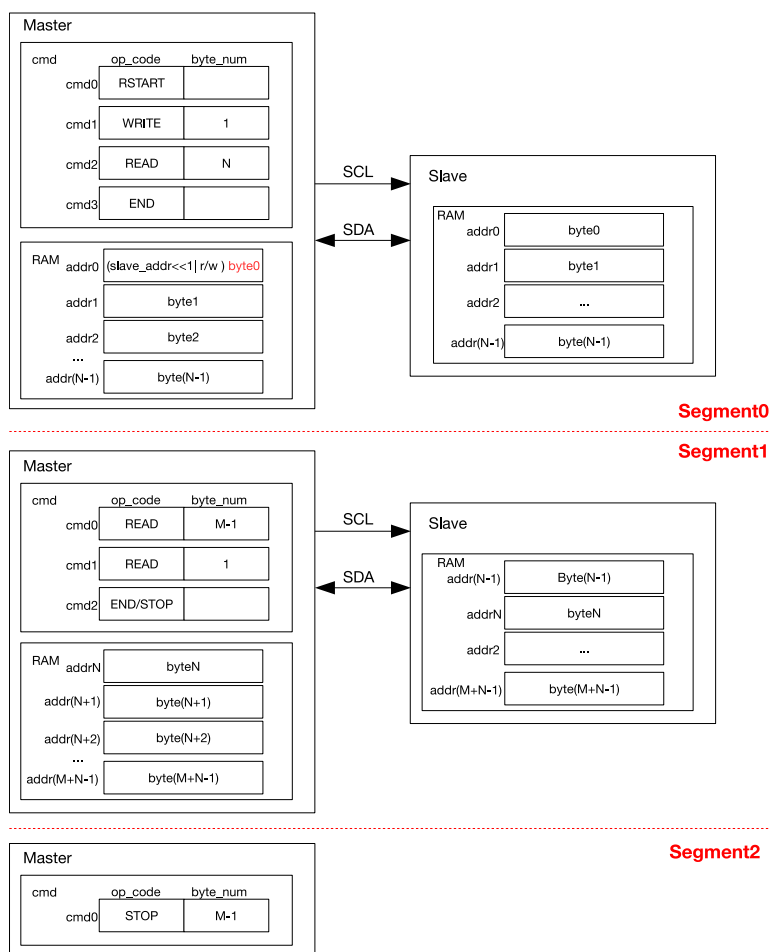 Master
cmd op_code byte_num
cmd0 RSTART
cmd1 WRITE 1
cmd2 READ N
cmd3 END
RAM addr0 (slave_addr<<1| r/w ) byte0
addr1 byte1
addr2 byte2
...
addr(N-1) byte(N-1)
SCL
SDA
Slave
RAM
addr0 byte0
addr1 byte1
addr2 ...
addr(N-1) byte(N-1)
Segment0
Segment1
Master
cmd op_code byte_num
cmd0 READ M-1
cmd1 READ 1
cmd2 END/STOP
RAM addrN byteN
addr(N+1) byte(N+1)
addr(N+2) byte(N+2)
...
addr(M+N-1) byte(M+N-1)
SCL
SDA
Slave
RAM
addr(N-1) Byte(N-1)
addrN byteN
addr2 ...
addr(M+N-1) byte(M+N-1)
Segment2
Master
cmd op_code byte_num
cmd0 STOP M-1